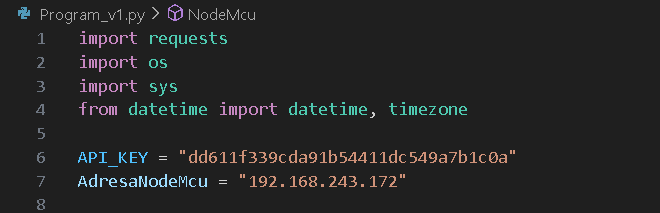 Program_v1.py > NodeMcu
1 import requests
2 import os
3 import sys
4 from datetime import datetime, timezone
5
6 API_KEY = "dd611f339cda91b54411dc549a7b1c0a"
7 AdresaNodeMcu = "192.168.243.172"
8